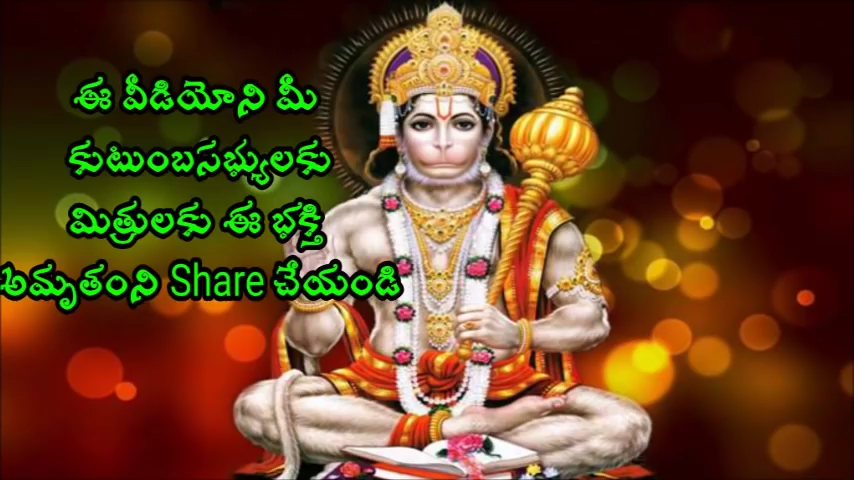 ఈ వీడియోని మీ
కుటుంబసభ్యులకు
మిత్రులకు ఈ భక్తి
అమృతంని Share చేయండి